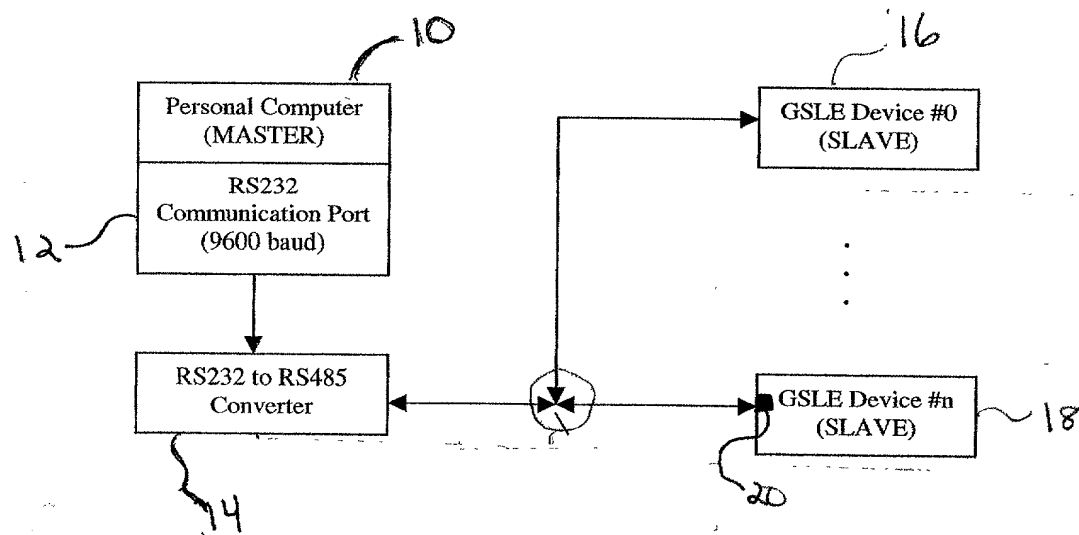 10
16
Personal Computer
(MASTER)
GSLE Device #0
(SLAVE)
RS232
Communication Port
(9600 baud)
12
RS232 to RS485
Converter
GSLE Device #n
(SLAVE)
18
20
14